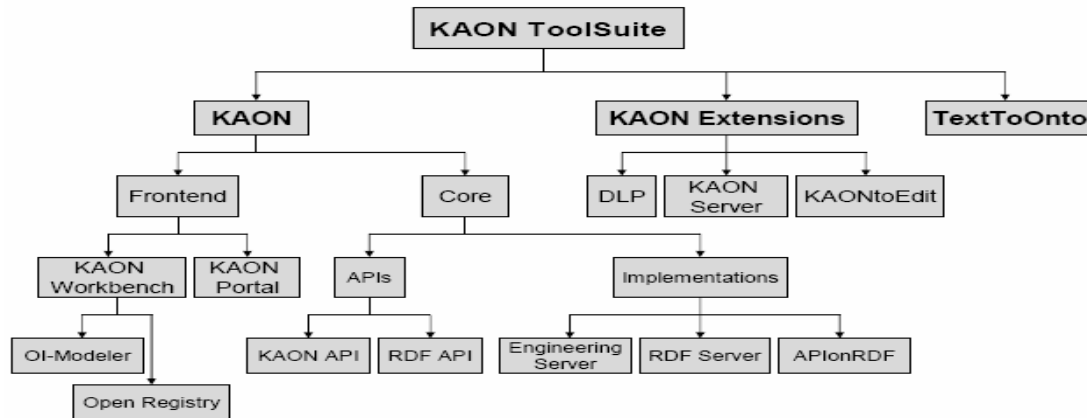 KAON ToolSuite
KAON
KAON Extensions
TextToOnto
Frontend
Core
DLP
KAON
Server
KAONtoEdit
KAON
Workbench
KAON
Portal
APIs
Implementations
OI-Modeler
KAON API
RDF API
Engineering
Server
RDF Server
APIonRDF
Open Registry